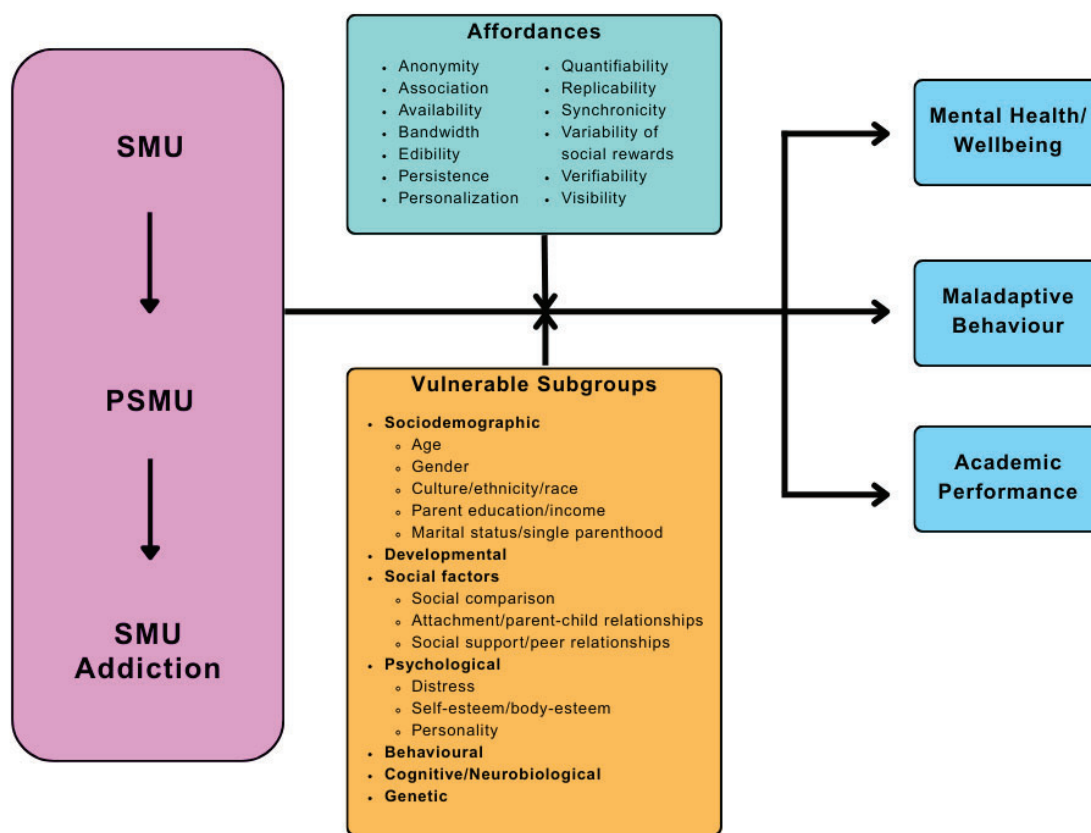 SMU
PSMU
SMU
Addiction
Affordances
• Anonymity
• Association
• Availability
• Bandwidth
• Edibility
• Persistence
• Personalization
• Quantifiability
• Replicability
• Synchronicity
• Variability of
social rewards
• Verifiability
• Visibility
Vulnerable Subgroups
• Sociodemographic
◦ Age
◦ Gender
◦ Culture/ethnicity/race
◦ Parent education/income
◦ Marital status/single parenthood
• Developmental
• Social factors
◦ Social comparison
◦ Attachment/parent-child relationships
◦ Social support/peer relationships
• Psychological
◦ Distress
◦ Self-esteem/body-esteem
◦ Personality
• Behavioural
• Cognitive/Neurobiological
• Genetic
Mental Health/
Wellbeing
Maladaptive
Behaviour
Academic
Performance